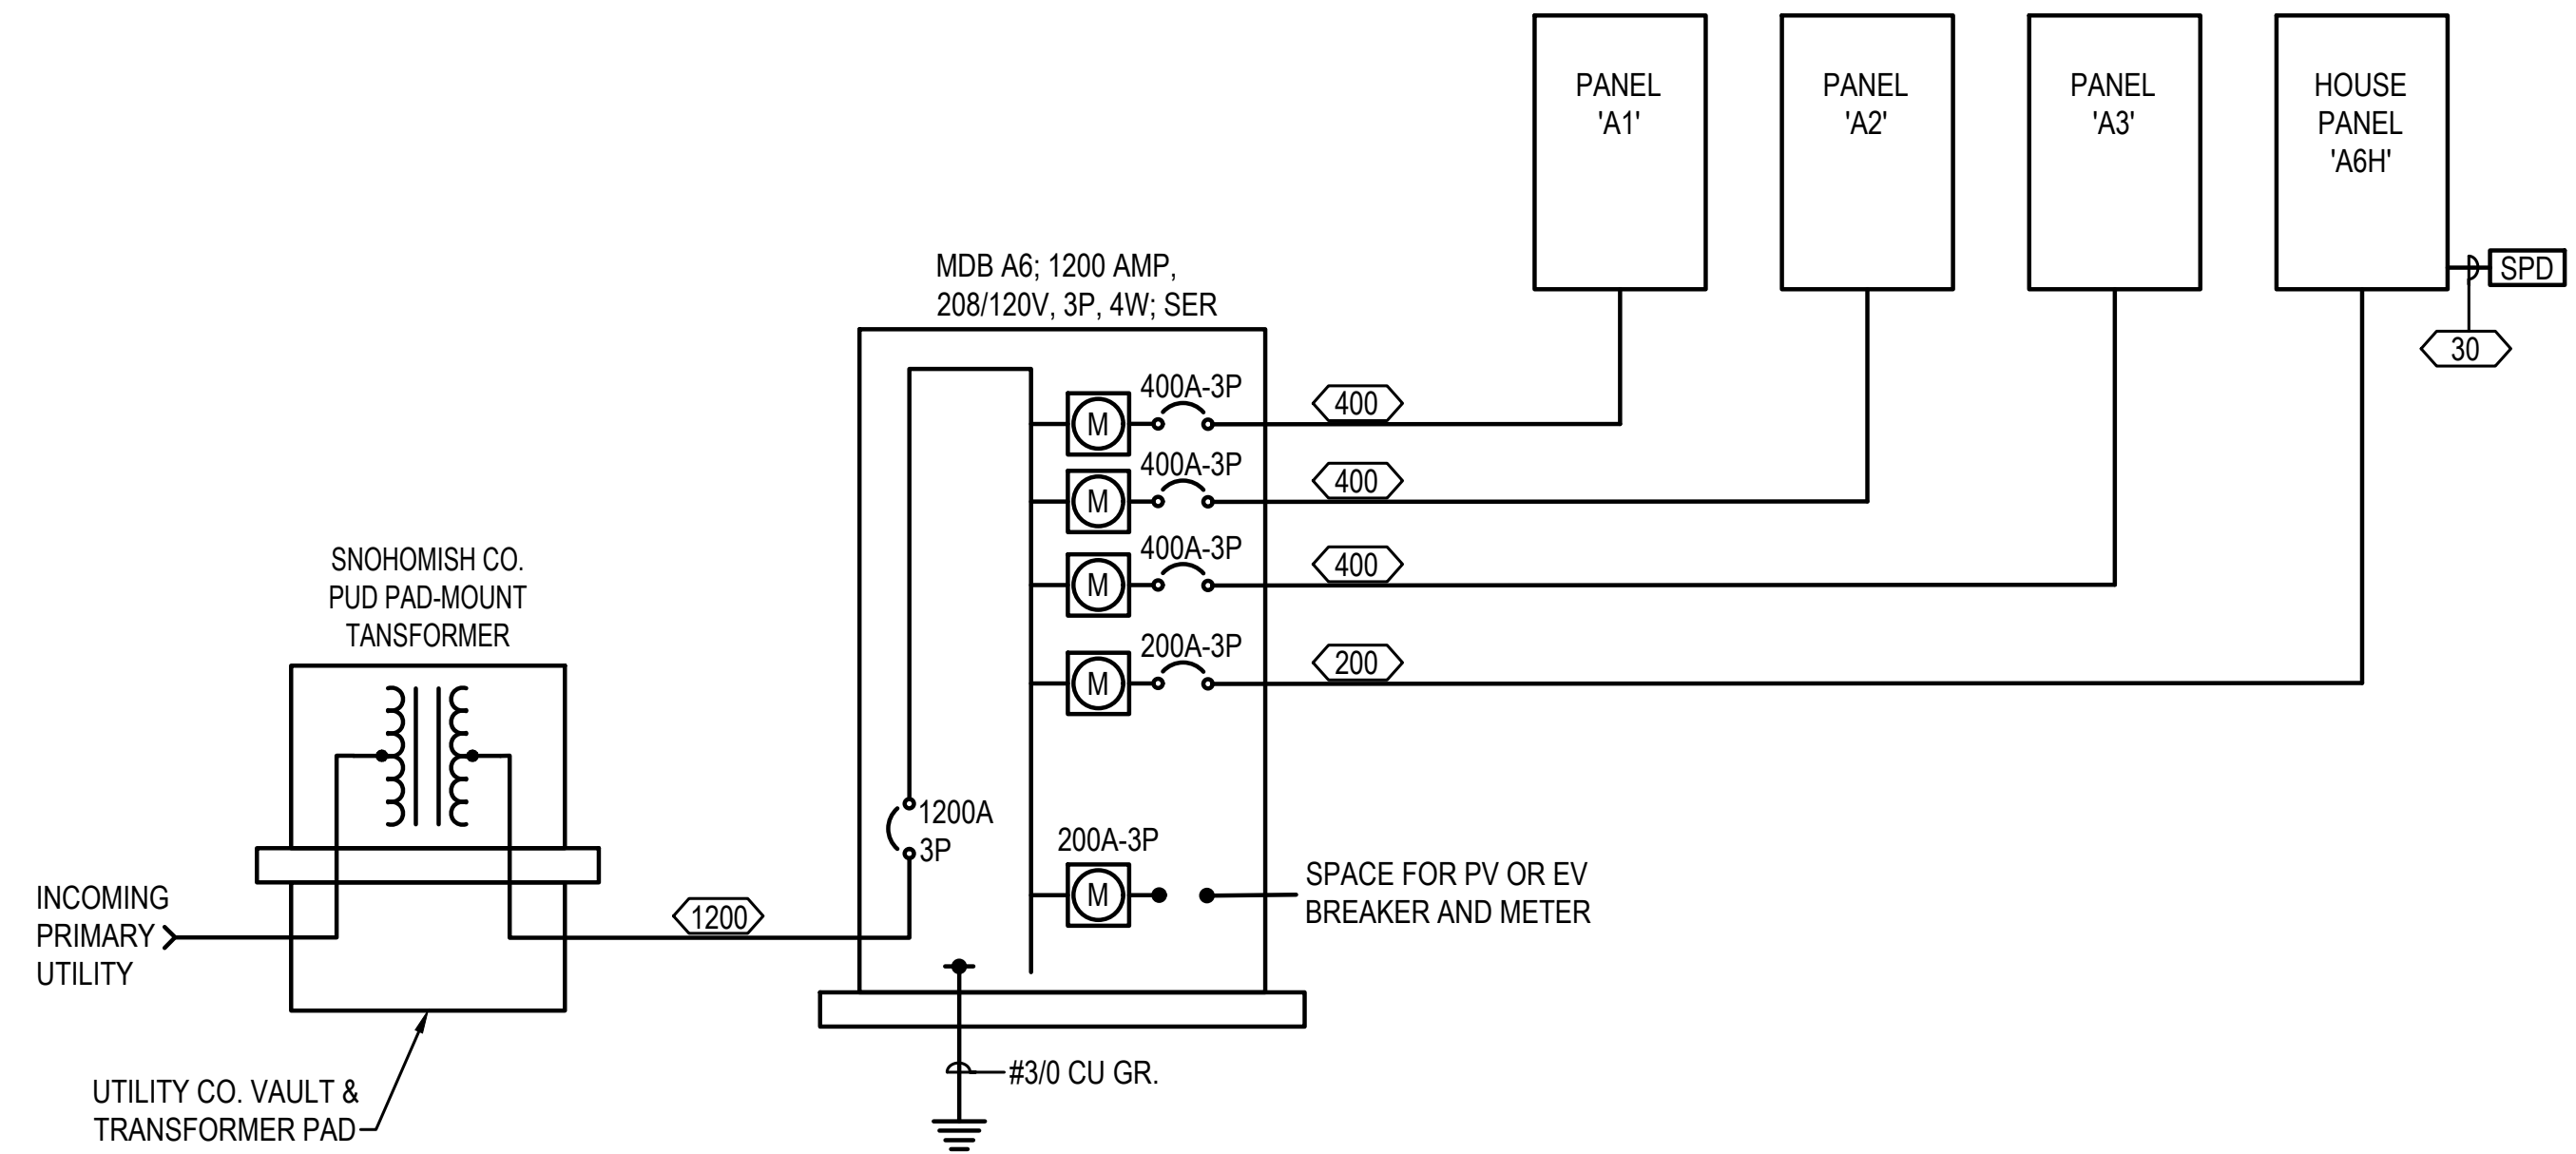 PANEL
'A1'
PANEL
'A2'
PANEL
'A3'
HOUSE
PANEL
'A6H'
SPD
30
MDB A6; 1200 AMP,
208/120V, 3P, 4W; SER
M
400A-3P
400
M
400A-3P
400
M
400A-3P
400
M
200A-3P
200
1200A
3P
200A-3P
M
SPACE FOR PV OR EV
BREAKER AND METER
SNOHOMISH CO.
PUD PAD-MOUNT
TANSFORMER
INCOMING
PRIMARY
UTILITY
1200
#3/0 CU GR.
UTILITY CO. VAULT &
TRANSFORMER PAD